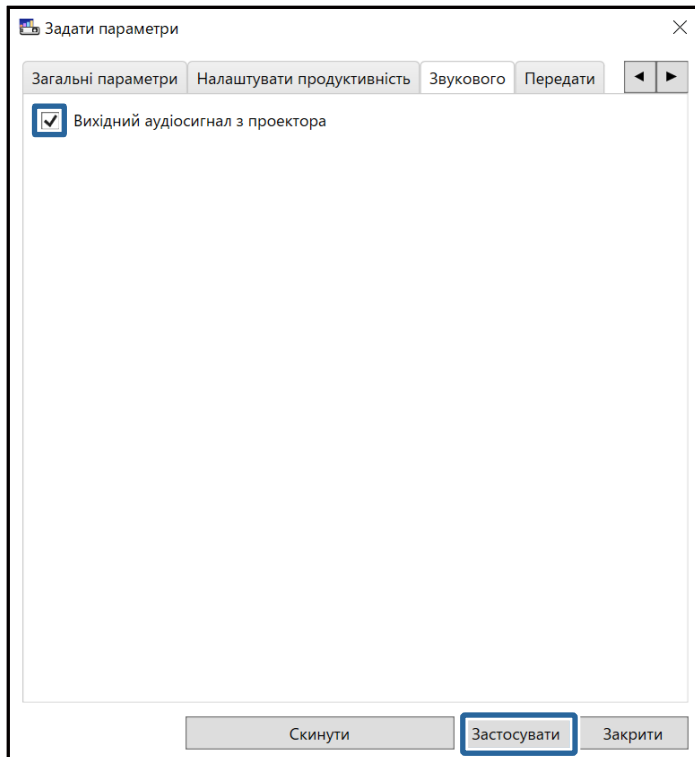 Задати параметри
Загальні параметри Налаштувати продуктивність Звукового Передати
Вихідний аудіосигнал з проектора
Скинути Застосувати Закрити